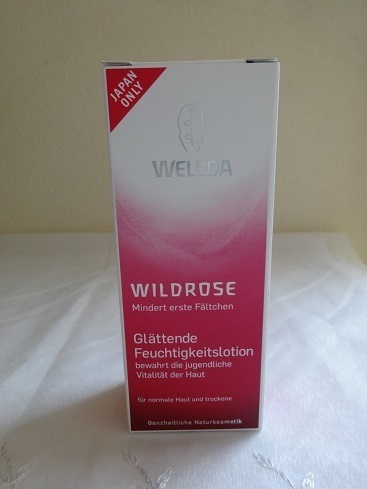 JAPAN
ONLY
WELEDA
WILDROSE
Mindert erste Fältchen
Glättende
Feuchtigkeitslotion
bewahrt die jugendliche
Vitalität der Haut
für normale Haut und trockene
Ganzheitliche Naturkosmetik